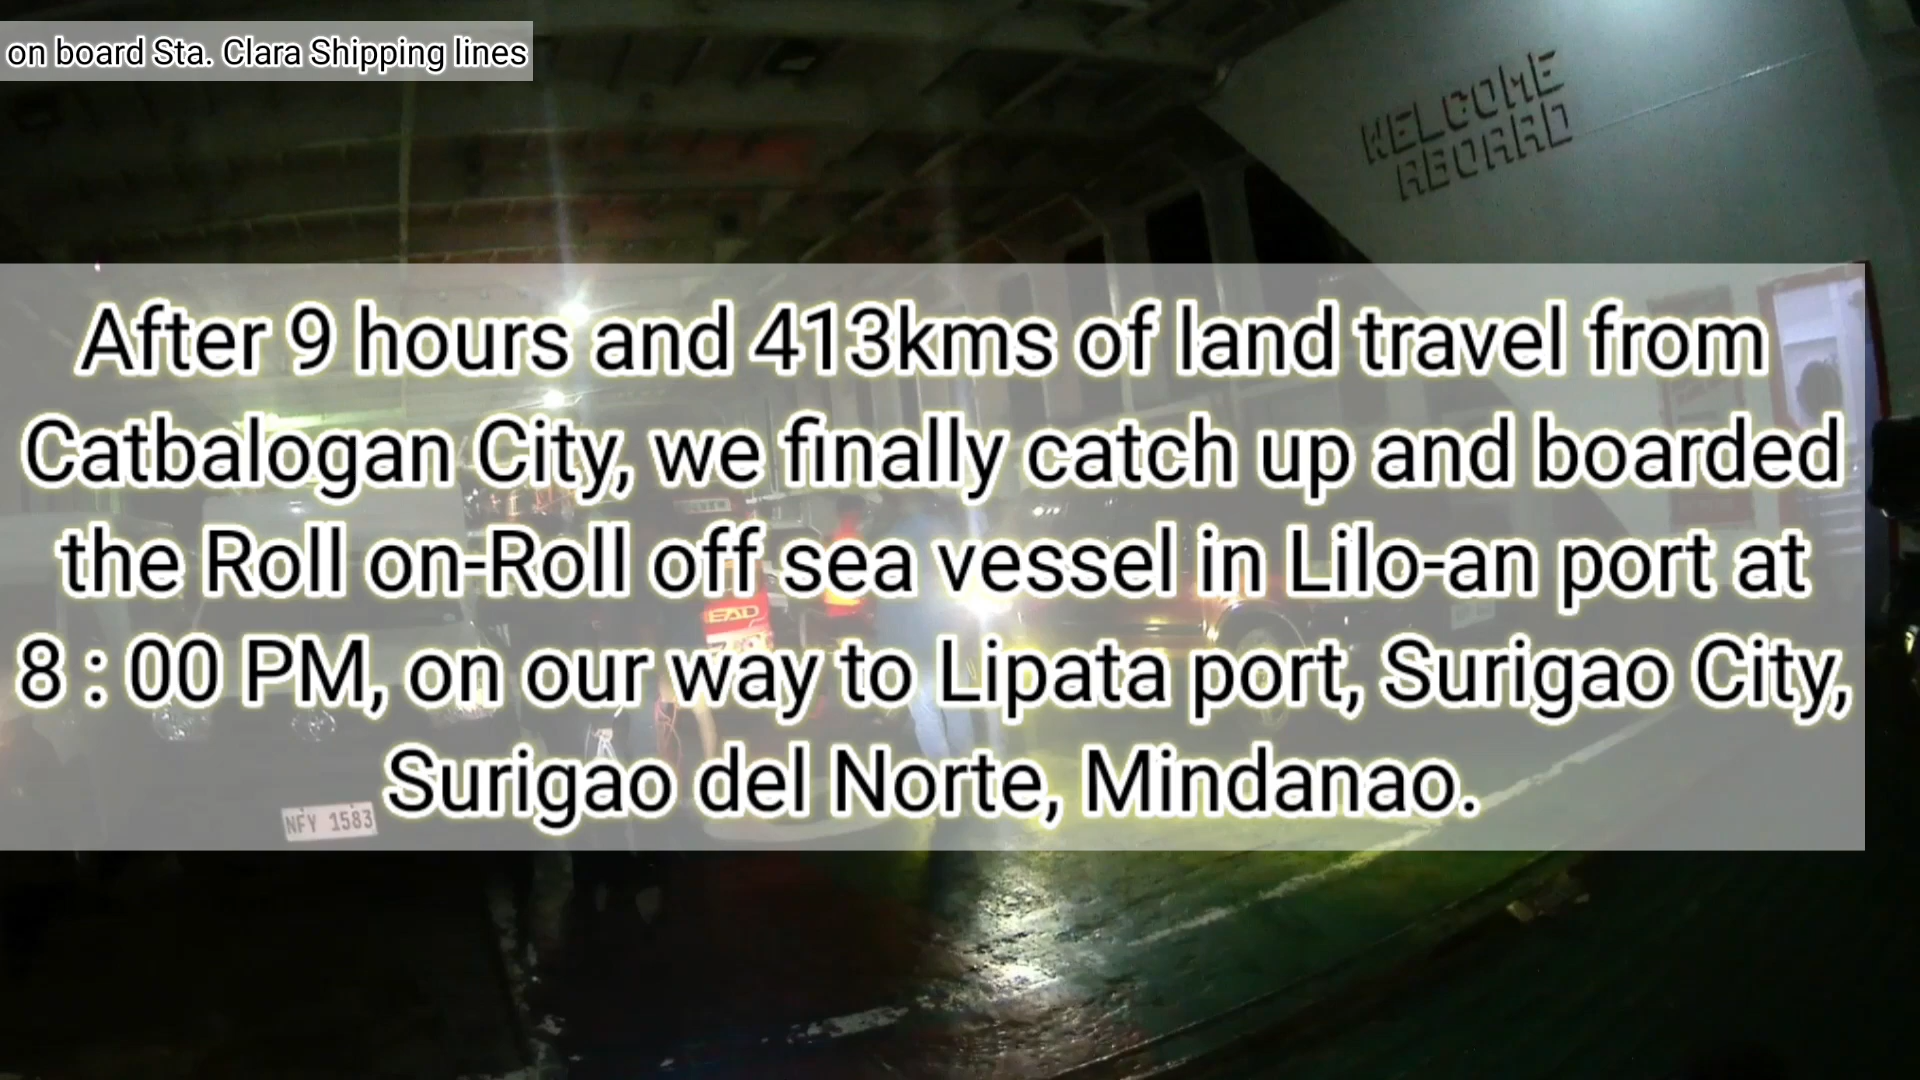 on board Sta. Clara Shipping lines
WELCOME
ABOARD
After 9 hours and 413kms of land travel from
Catbalogan City, we finally catch up and boarded
the Roll on-Roll off sea vessel in Lilo-an port at
8 : 00 PM, on our way to Lipata port, Surigao City,
Surigao del Norte, Mindanao.
NFY 1583